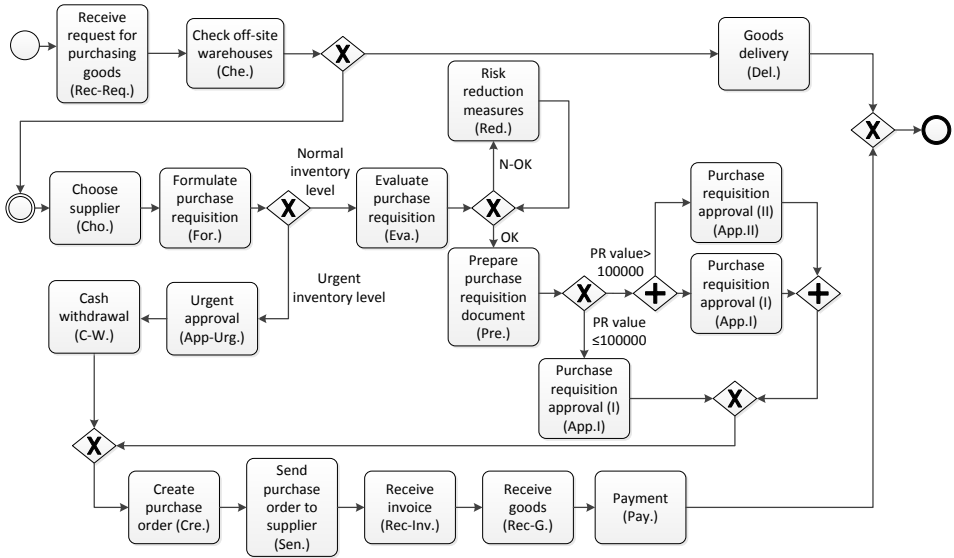 Receive
request for
purchasing
goods
(Rec-Req.)
Check off-site
warehouses
(Che.)
X
Goods
delivery
(Del.)
X
Risk
reduction
measures
(Red.)
N-OK
Choose
supplier
(Cho.)
Formulate
purchase
requisition
(For.)
X
Normal
inventory
level
Evaluate
purchase
requisition
(Eva.)
X
OK
Purchase
requisition
approval (II)
(App.II)
Urgent
inventory level
Cash
withdrawal
(C-W.)
Urgent
approval
(App-Urg.)
Prepare
purchase
requisition
document
(Pre.)
X
PR value>
100000
+
Purchase
requisition
approval (I)
(App.I)
+
PR value
≤100000
Purchase
requisition
approval (I)
(App.I)
X
X
Create
purchase
order (Cre.)
Send
purchase
order to
supplier
(Sen.)
Receive
invoice
(Rec-Inv.)
Receive
goods
(Rec-G.)
Payment
(Pay.)